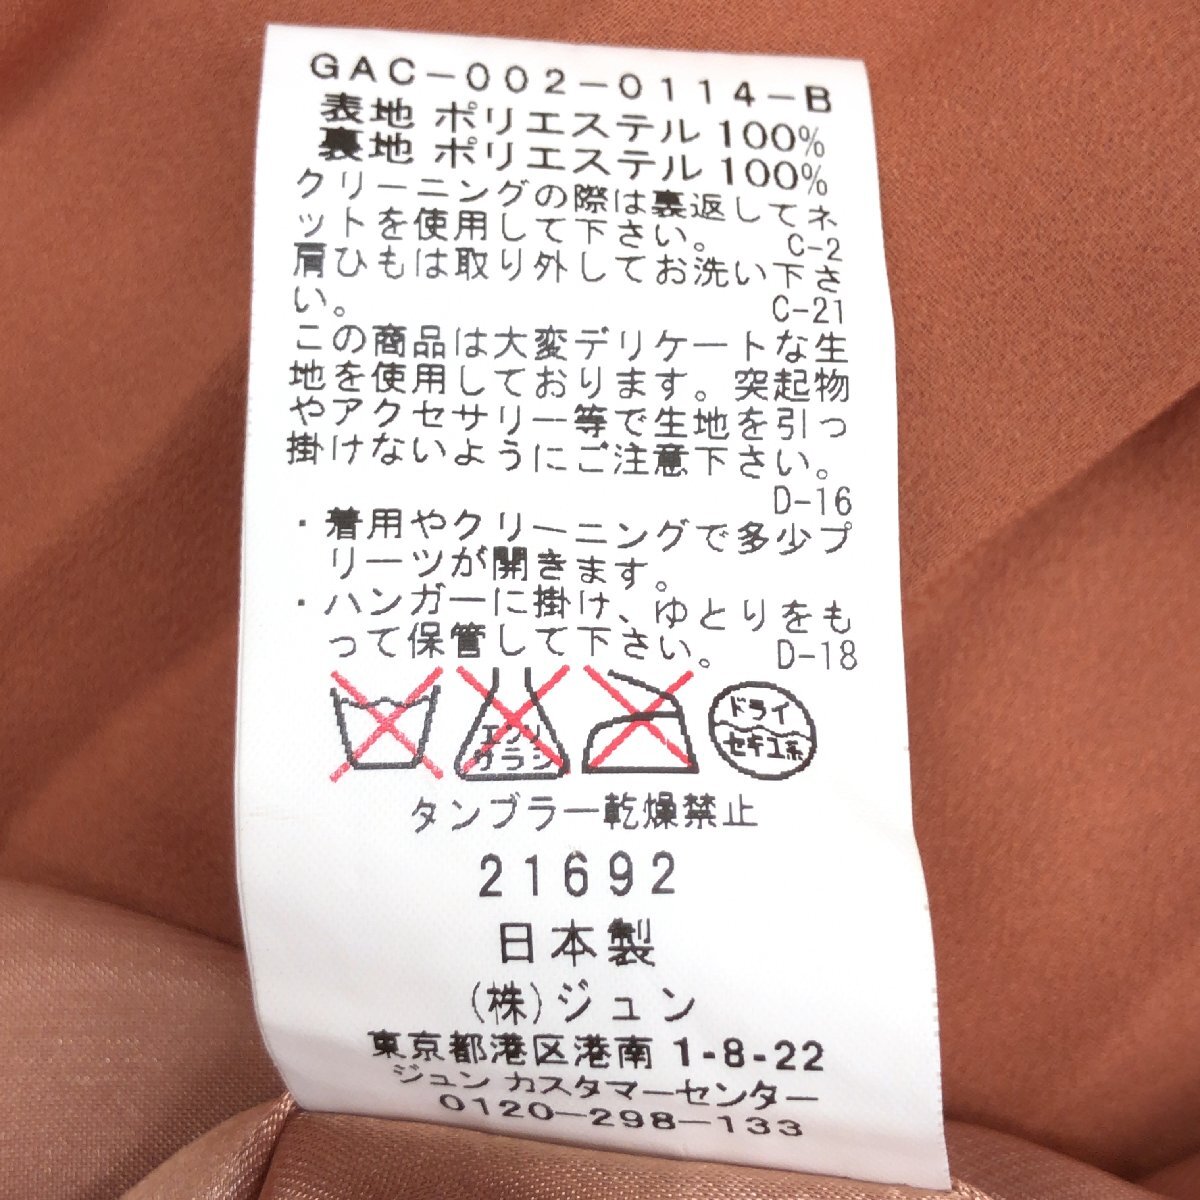 GAC-002-0114-B
表地 ポリエステル 100%
裏地 ポリエステル 100%
クリーニングの際は裏返してネ
ットを使用して下さい。 C-2
肩ひもは取り外してお洗い下さ
い。 C-21
この商品は大変デリケートな生
地を使用しております。突起物
やアクセサリー等で生地を引っ
掛けないようにご注意下さい。
D-16
・着用やクリーニングで多少プ
リーツが開きます。
・ハンガーに掛け、ゆとりをも
って保管して下さい。 D-18
エンソ
サラシ
ドライ
セキユ系
タンブラー乾燥禁止
21692
日本製
(株)ジュン
東京都港区港南 1-8-22
ジュン カスタマーセンター
0120-298-133